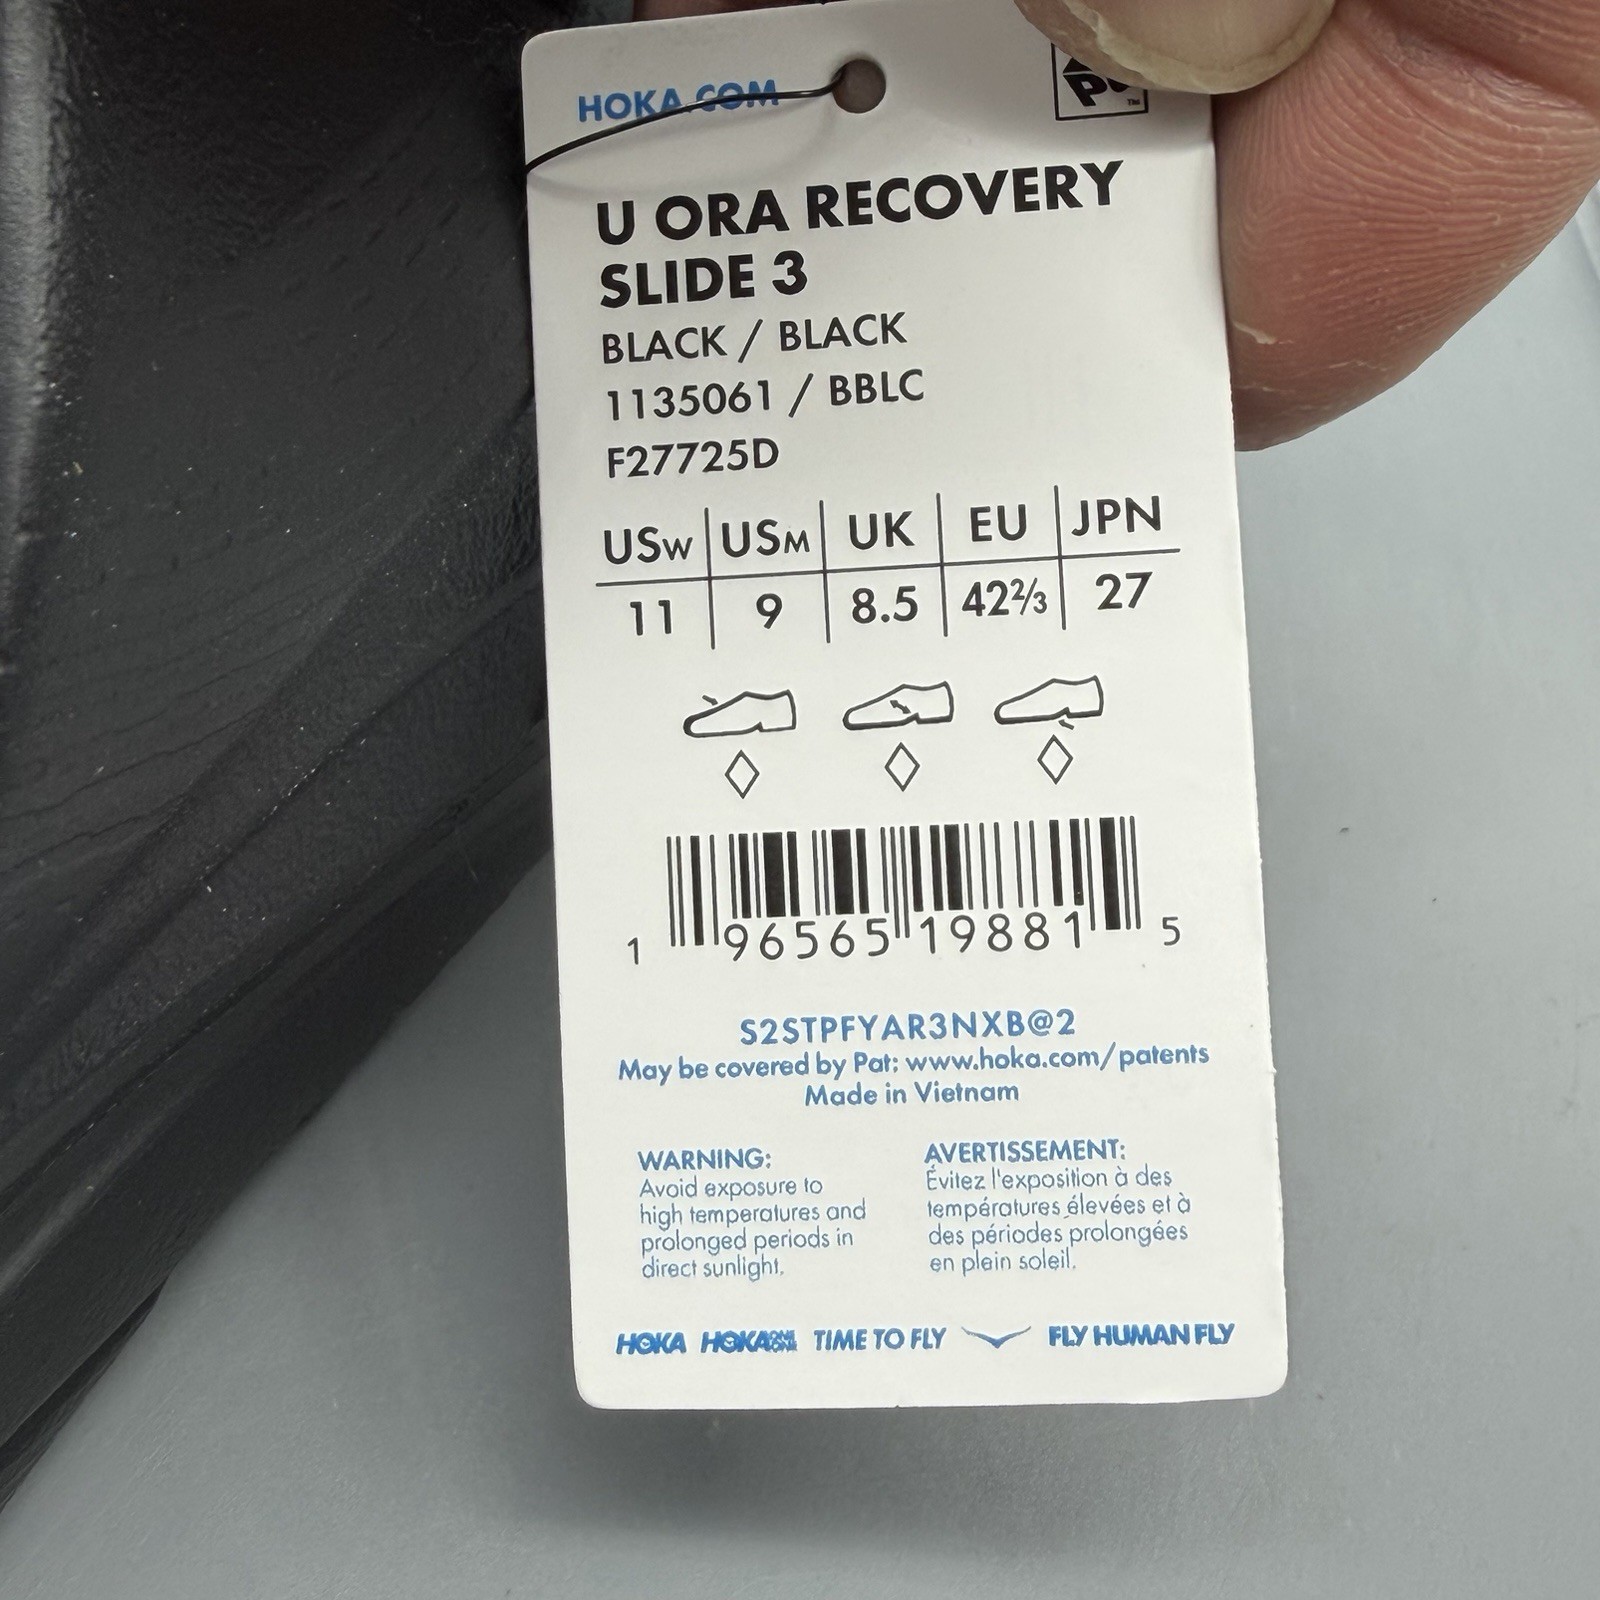 HOKA.COM
U ORA RECOVERY
SLIDE 3
BLACK / BLACK
1135061 / BBLC
F27725D
USW USM UK EU JPN
11 9 8.5 42⅔ 27
1 96565 19881 5
S2STPFYAR3NXB@2
May be covered by Pat: www.hoka.com/patents
Made in Vietnam
WARNING:
Avoid exposure to
high temperatures and
prolonged periods in
direct sunlight.
AVERTISSEMENT:
Évitez l'exposition à des
températures élevées et à
des périodes prolongées
en plein soleil.
HOKA HOKA ONE ONE TIME TO FLY FLY HUMAN FLY